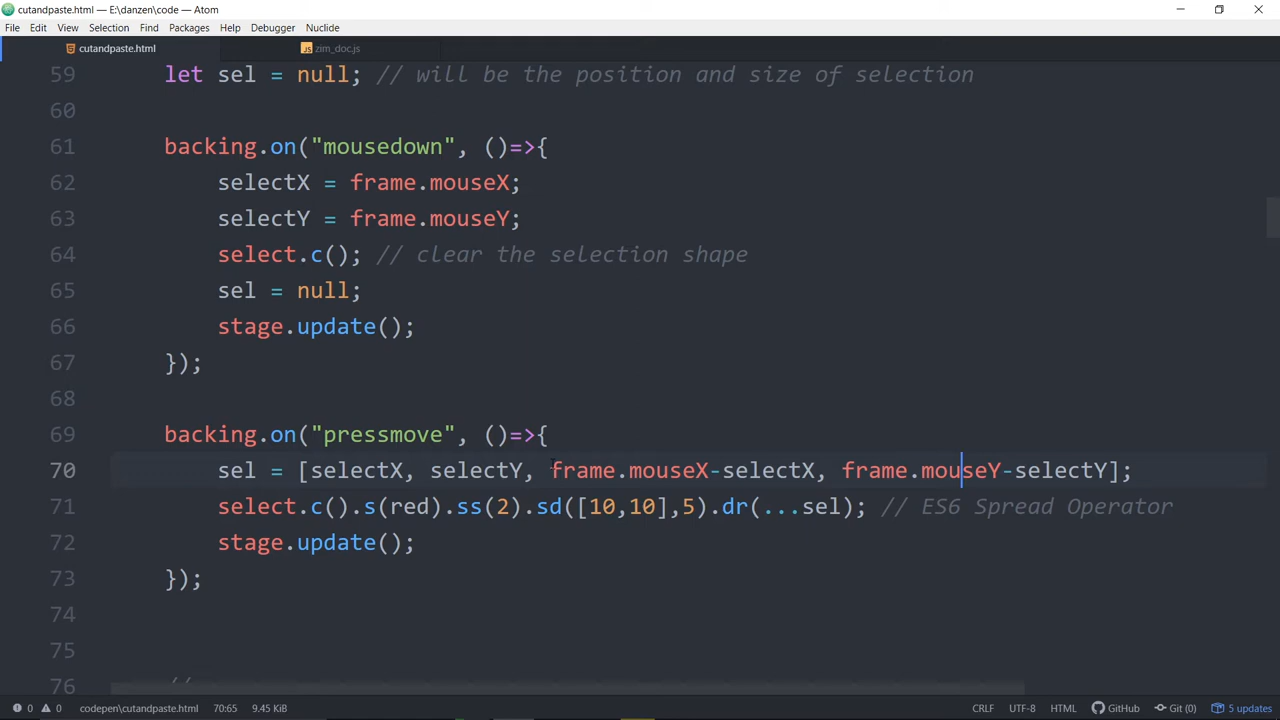 cutandpaste.html — E:\danzen\code — Atom
File Edit View Selection Find Packages Help Debugger Nuclide
cutandpaste.html JS zim_doc.js
59 let sel = null; // will be the position and size of selection
60
61 backing.on("mousedown", ()=>{
62 selectX = frame.mouseX;
63 selectY = frame.mouseY;
64 select.c(); // clear the selection shape
65 sel = null;
66 stage.update();
67 });
68
69 backing.on("pressmove", ()=>{
70 sel = [selectX, selectY, frame.mouseX-selectX, frame.mouseY-selectY];
71 select.c().s(red).ss(2).sd([10,10],5).dr(...sel); // ES6 Spread Operator
72 stage.update();
73 });
74
75
76 //
0 0 codepen\cutandpaste.html 70:65 9.45 KiB CRLF UTF-8 HTML GitHub Git (0) 5 updates